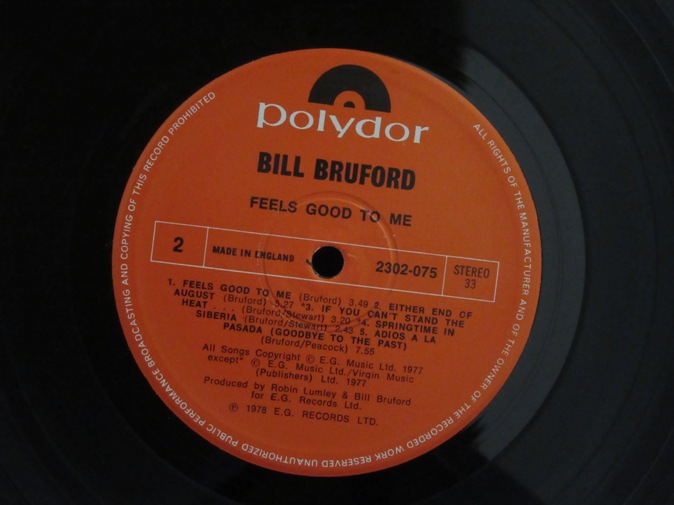 polydor
BILL BRUFORD
FEELS GOOD TO ME
2
MADE IN ENGLAND
2302-075
STEREO
33
1. FEELS GOOD TO ME (Bruford) 3.49 2. EITHER END OF
AUGUST (Bruford) 5.27 *3. IF YOU CAN'T STAND THE
HEAT . . . (Bruford/Stewart) 3.20 *4. SPRINGTIME IN
SIBERIA (Bruford/Stewart) 2.43 5. ADIOS A LA
PASADA (GOODBYE TO THE PAST)
(Bruford/Peacock) 7.55
All Songs Copyright © E.G. Music Ltd. 1977
except* © E.G. Music Ltd./Virgin Music
(Publishers) Ltd. 1977
Produced by Robin Lumley & Bill Bruford
for E.G. Records Ltd.
℗ 1978 E.G. RECORDS LTD.
ALL RIGHTS OF THE MANUFACTURER AND OF THE OWNER OF THE RECORDED WORK RESERVED UNAUTHORIZED PUBLIC PERFORMANCE BROADCASTING AND COPYING OF THIS RECORD PROHIBITED